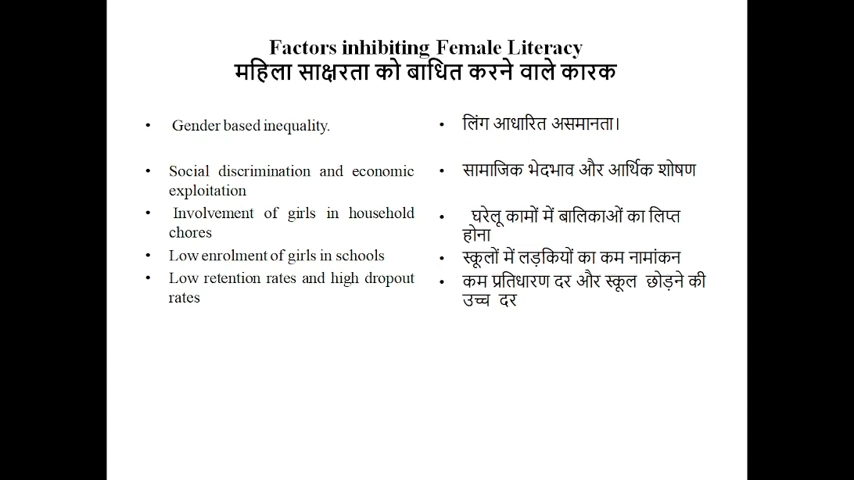 Factors inhibiting Female Literacy
महिला साक्षरता को बाधित करने वाले कारक
• Gender based inequality.
• Social discrimination and economic
exploitation
• Involvement of girls in household
chores
• Low enrolment of girls in schools
• Low retention rates and high dropout
rates
• लिंग आधारित असमानता।
• सामाजिक भेदभाव और आर्थिक शोषण
• घरेलू कामों में बालिकाओं का लिप्त
होना
• स्कूलों में लड़कियों का कम नामांकन
• कम प्रतिधारण दर और स्कूल छोड़ने की
उच्च दर